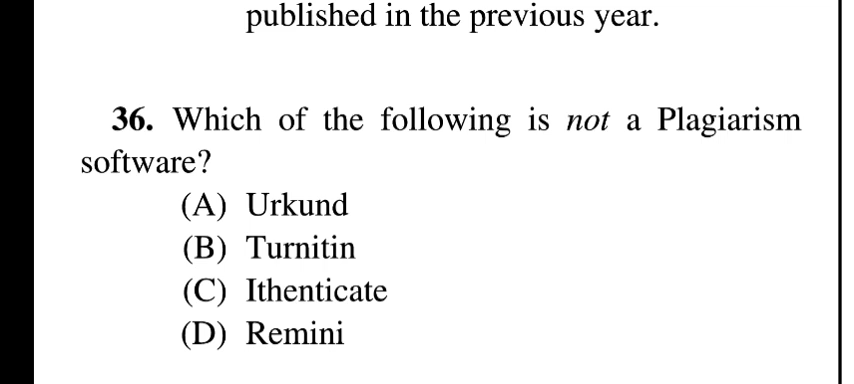 published in the previous year.
36. Which of the following is not a Plagiarism
software?
(A) Urkund
(B) Turnitin
(C) Ithenticate
(D) Remini